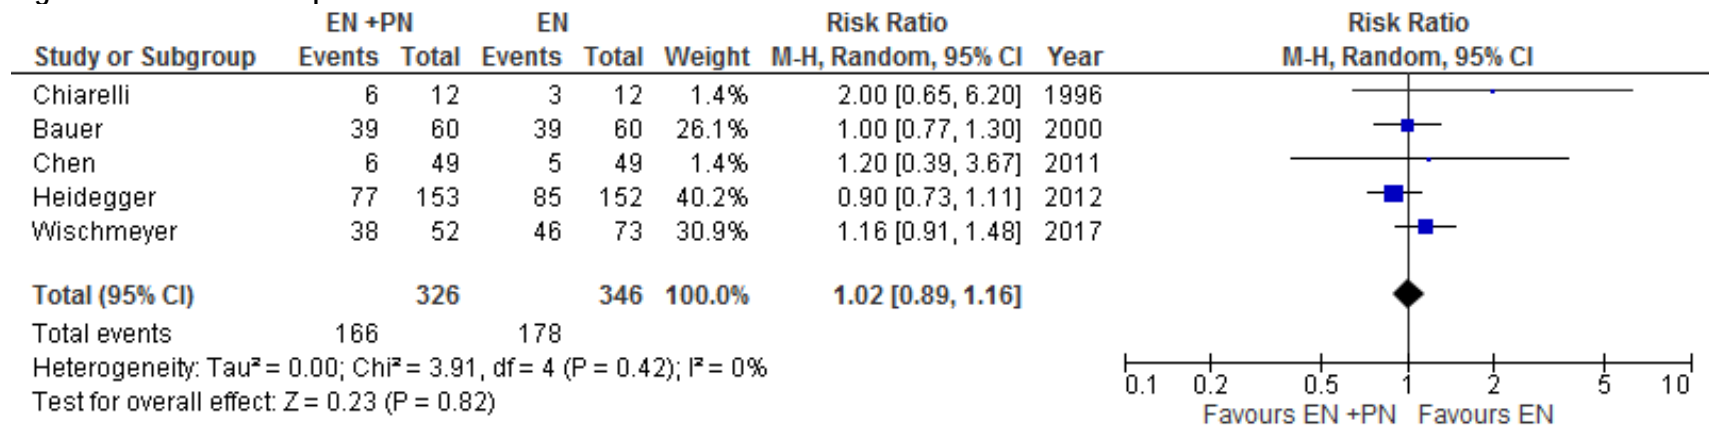 EN +PN EN Risk Ratio Risk Ratio
Study or Subgroup Events Total Events Total Weight M-H, Random, 95% CI Year M-H, Random, 95% CI
Chiarelli 6 12 3 12 1.4% 2.00 [0.65, 6.20] 1996
Bauer 39 60 39 60 26.1% 1.00 [0.77, 1.30] 2000
Chen 6 49 5 49 1.4% 1.20 [0.39, 3.67] 2011
Heidegger 77 153 85 152 40.2% 0.90 [0.73, 1.11] 2012
Wischmeyer 38 52 46 73 30.9% 1.16 [0.91, 1.48] 2017
Total (95% CI) 326 346 100.0% 1.02 [0.89, 1.16]
Total events 166 178
Heterogeneity: Tau² = 0.00; Chi² = 3.91, df = 4 (P = 0.42); I² = 0%
Test for overall effect: Z = 0.23 (P = 0.82)
0.1 0.2 0.5 1 2 5 10
Favours EN +PN Favours EN